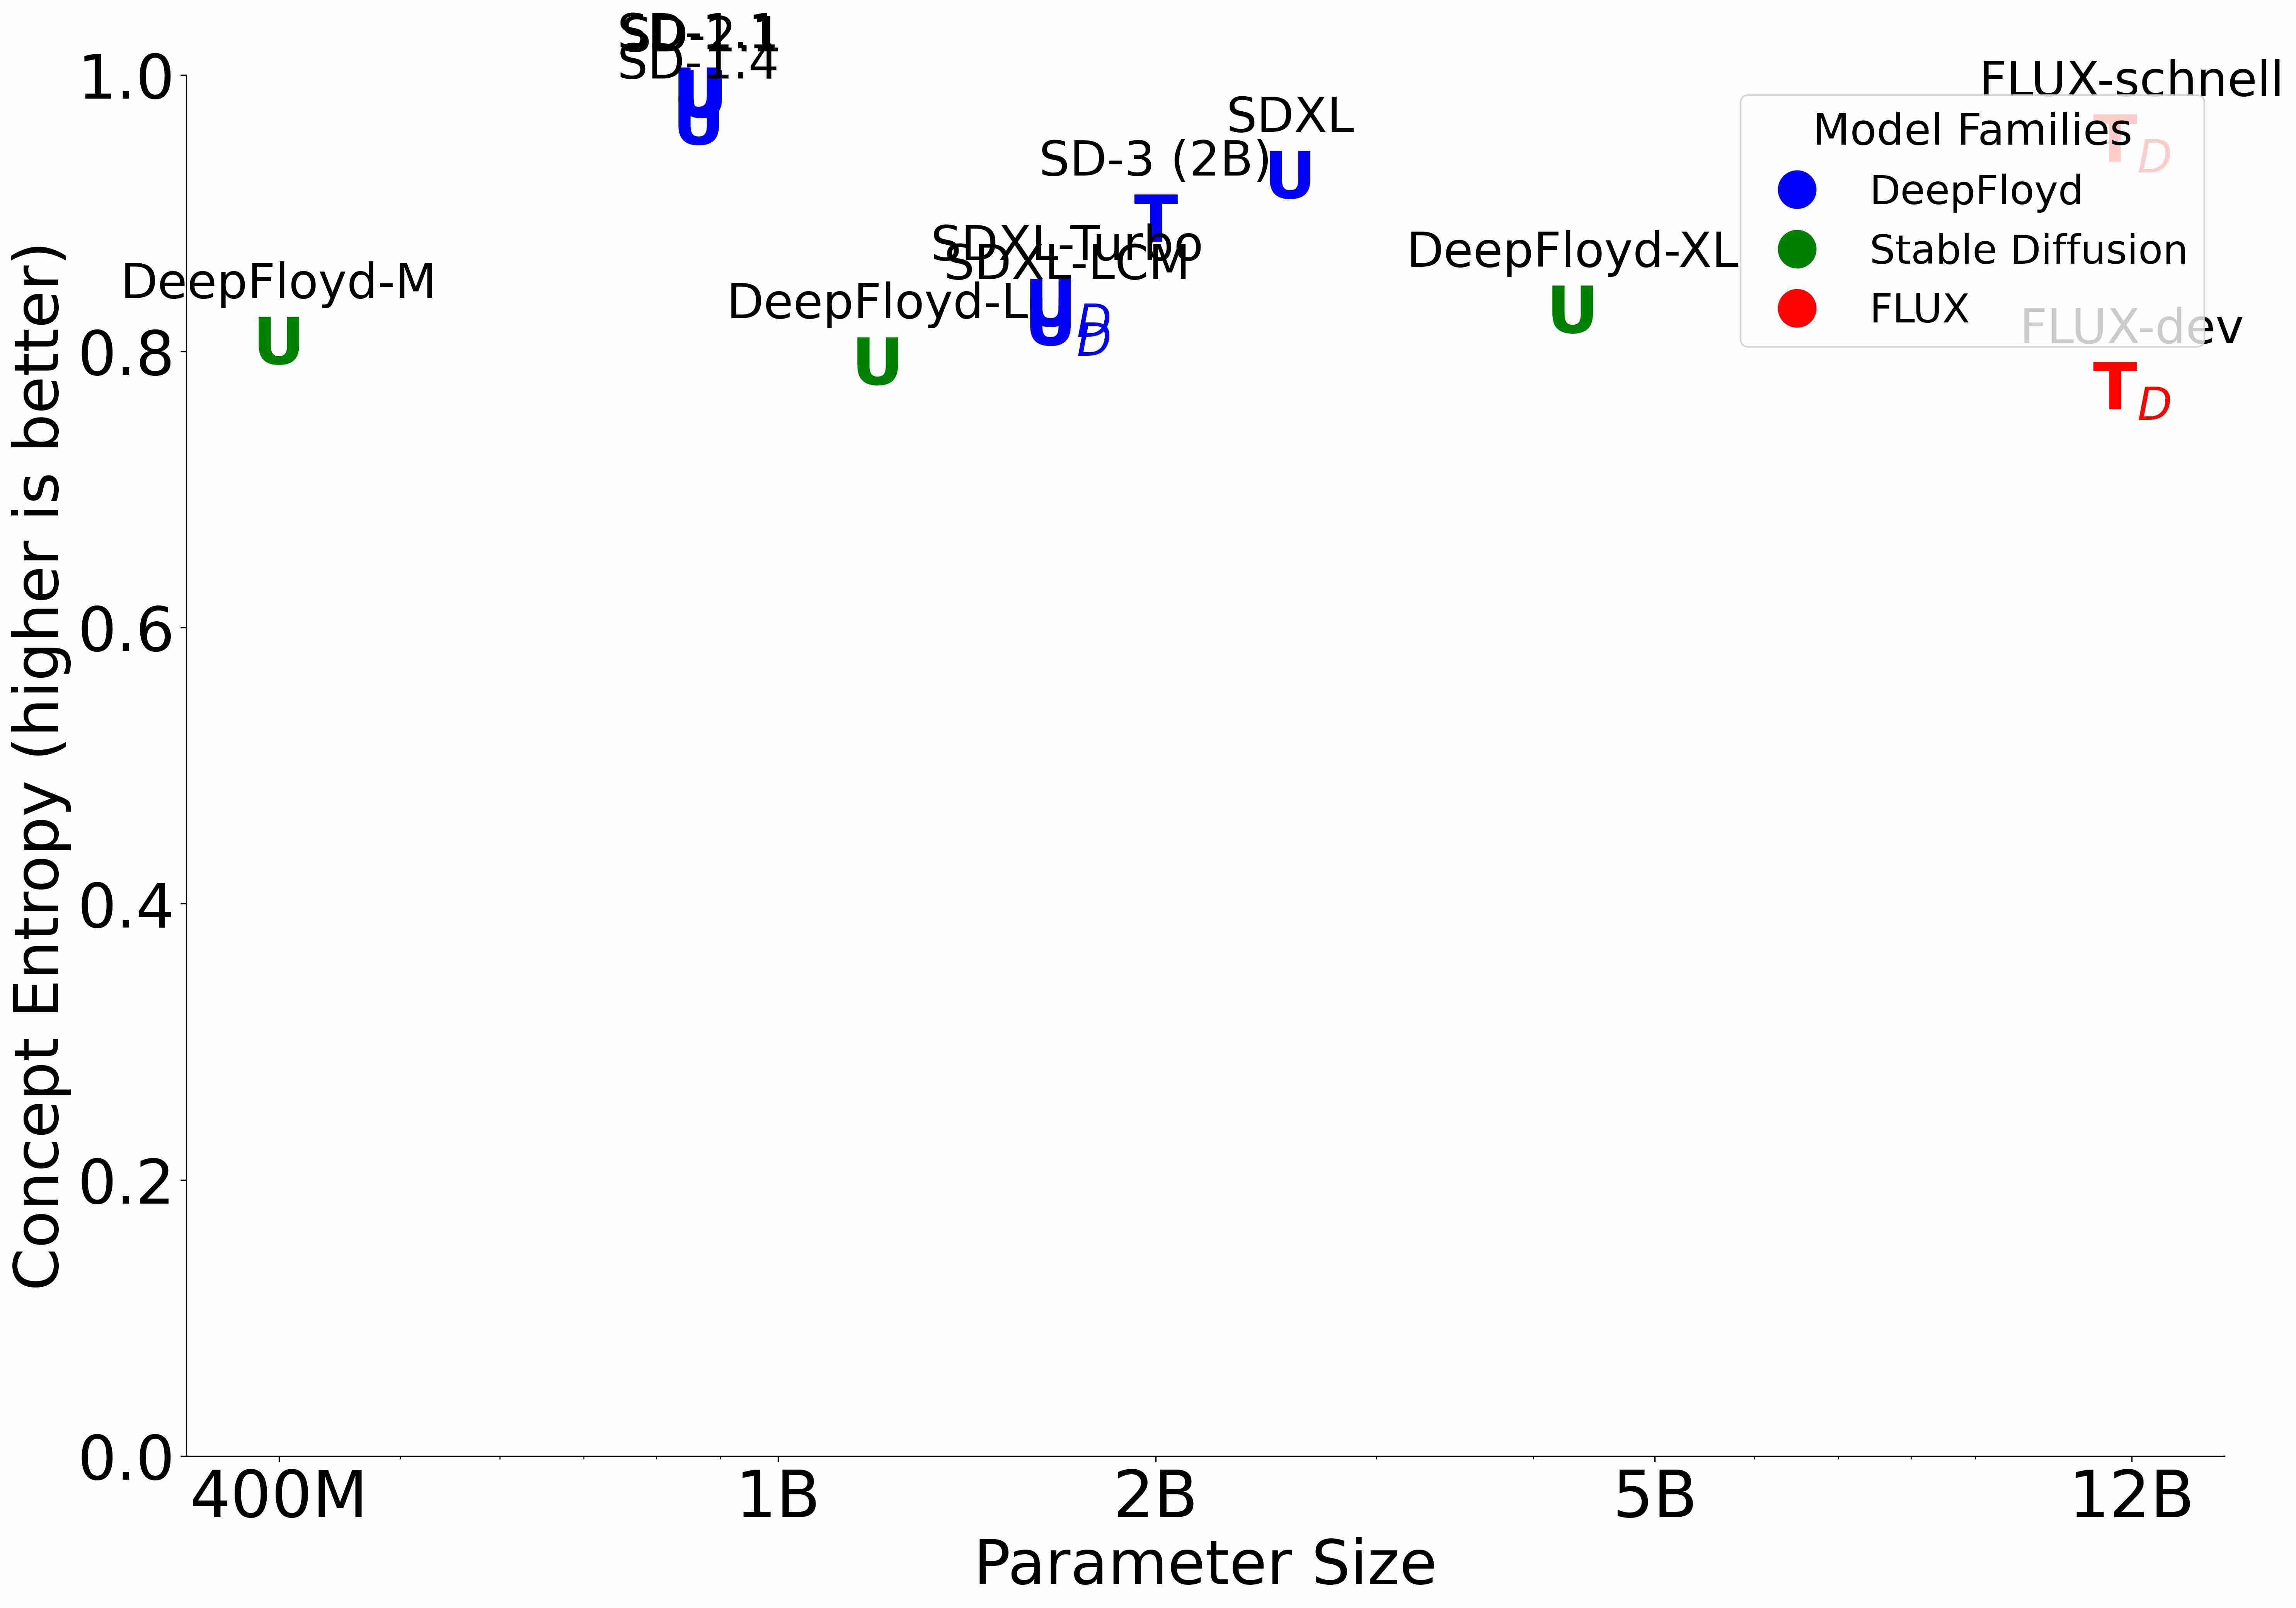 SD-2.1
SD-1.4
U
U
FLUX-schnell
T D
SDXL
U
SD-3 (2B)
T
SDXL-Turbo
SDXL-LCM
U D
U D
DeepFloyd-XL
U
DeepFloyd-M
U
DeepFloyd-L
U
FLUX-dev
T D
Model Families
DeepFloyd
Stable Diffusion
FLUX
Concept Entropy (higher is better)
1.0
0.8
0.6
0.4
0.2
0.0
400M
1B
2B
5B
12B
Parameter Size